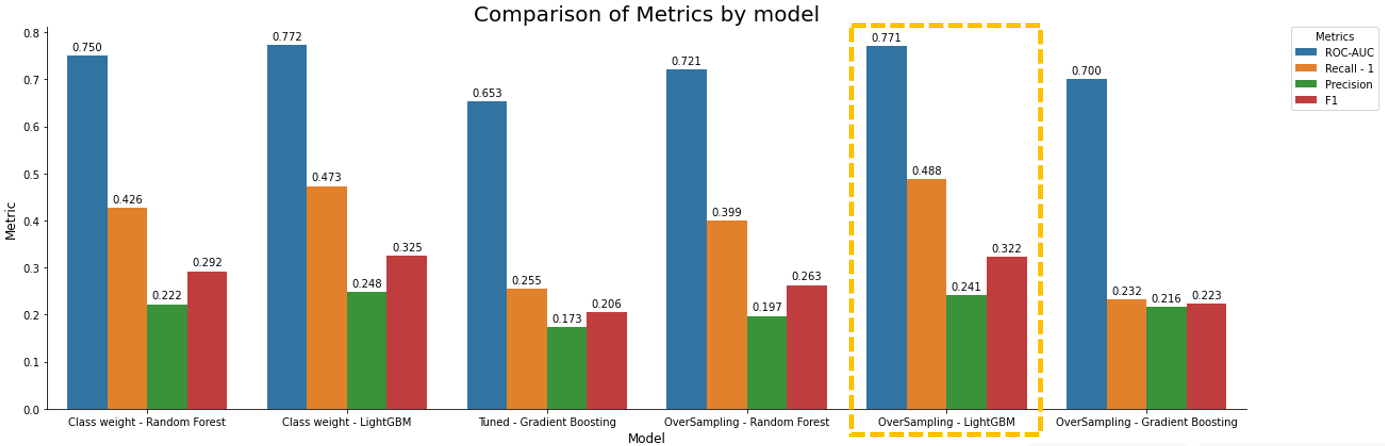 Comparison of Metrics by model
Metrics
ROC-AUC
Recall - 1
Precision
F1
Metric
0.8
0.7
0.6
0.5
0.4
0.3
0.2
0.1
0.0
0.750
0.426
0.222
0.292
0.772
0.473
0.248
0.325
0.653
0.255
0.173
0.206
0.721
0.399
0.197
0.263
0.771
0.488
0.241
0.322
0.700
0.232
0.216
0.223
Class weight - Random Forest
Class weight - LightGBM
Tuned - Gradient Boosting
OverSampling - Random Forest
OverSampling - LightGBM
OverSampling - Gradient Boosting
Model